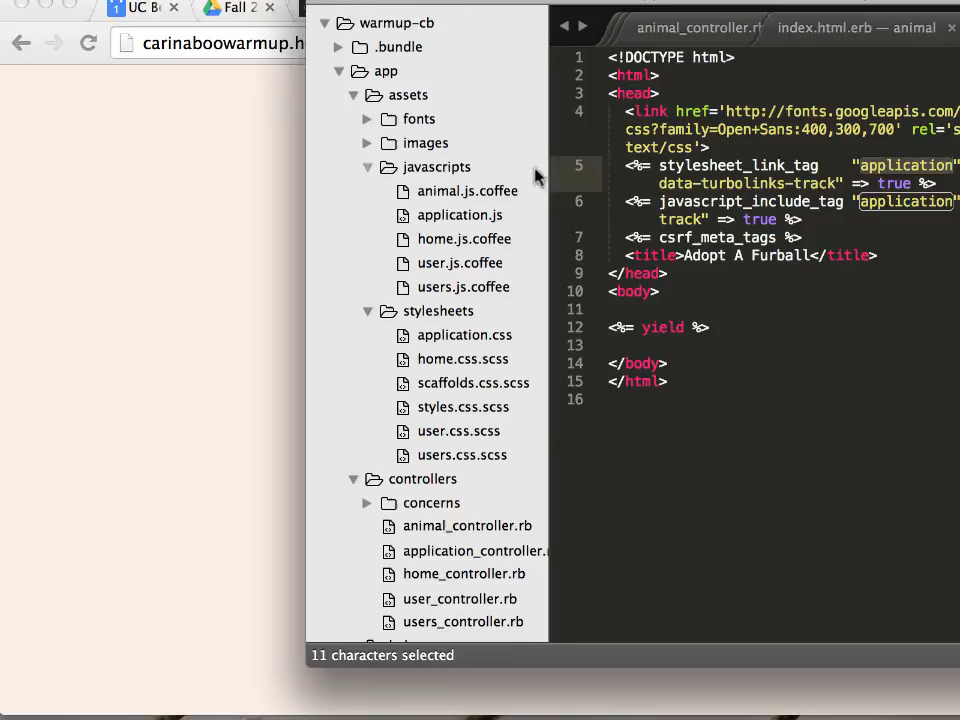 UC B
Fall 2
carinaboowarmup.h
warmup-cb
.bundle
app
assets
fonts
images
javascripts
animal.js.coffee
application.js
home.js.coffee
user.js.coffee
users.js.coffee
stylesheets
application.css
home.css.scss
scaffolds.css.scss
styles.css.scss
user.css.scss
users.css.scss
controllers
concerns
animal_controller.rb
application_controller.
home_controller.rb
user_controller.rb
users_controller.rb
11 characters selected
animal_controller.r
index.html.erb — animal
1 <!DOCTYPE html>
2 <html>
3 <head>
4 <link href='http://fonts.googleapis.com/
css?family=Open+Sans:400,300,700' rel='s
text/css'>
5 <%= stylesheet_link_tag "application"
data-turbolinks-track" => true %>
6 <%= javascript_include_tag "application
track" => true %>
7 <%= csrf_meta_tags %>
8 <title>Adopt A Furball</title>
9 </head>
10 <body>
11
12 <%= yield %>
13
14 </body>
15 </html>
16